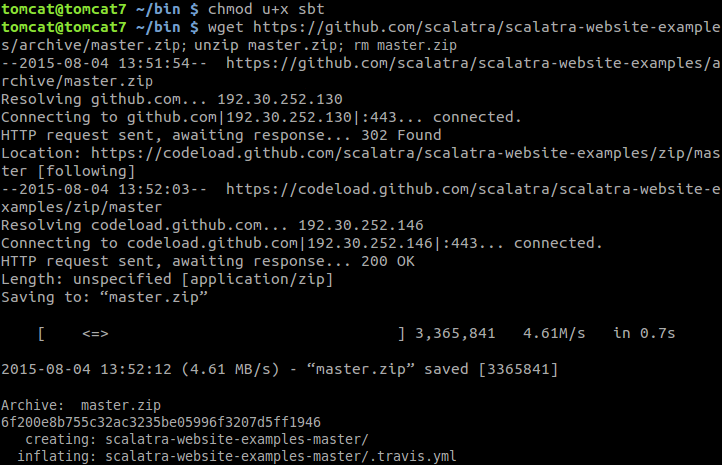 tomcat@tomcat7 ~/bin $ chmod u+x sbt
tomcat@tomcat7 ~/bin $ wget https://github.com/scalatra/scalatra-website-example
s/archive/master.zip; unzip master.zip; rm master.zip
--2015-08-04 13:51:54--  https://github.com/scalatra/scalatra-website-examples/a
rchive/master.zip
Resolving github.com... 192.30.252.130
Connecting to github.com|192.30.252.130|:443... connected.
HTTP request sent, awaiting response... 302 Found
Location: https://codeload.github.com/scalatra/scalatra-website-examples/zip/mas
ter [following]
--2015-08-04 13:52:03--  https://codeload.github.com/scalatra/scalatra-website-e
xamples/zip/master
Resolving codeload.github.com... 192.30.252.146
Connecting to codeload.github.com|192.30.252.146|:443... connected.
HTTP request sent, awaiting response... 200 OK
Length: unspecified [application/zip]
Saving to: “master.zip”
    [    <=>                                ] 3,365,841   4.61M/s   in 0.7s
2015-08-04 13:52:12 (4.61 MB/s) - “master.zip” saved [3365841]
Archive:  master.zip
6f200e8b755c32ac3235be05996f3207d5ff1946
   creating: scalatra-website-examples-master/
  inflating: scalatra-website-examples-master/.travis.yml